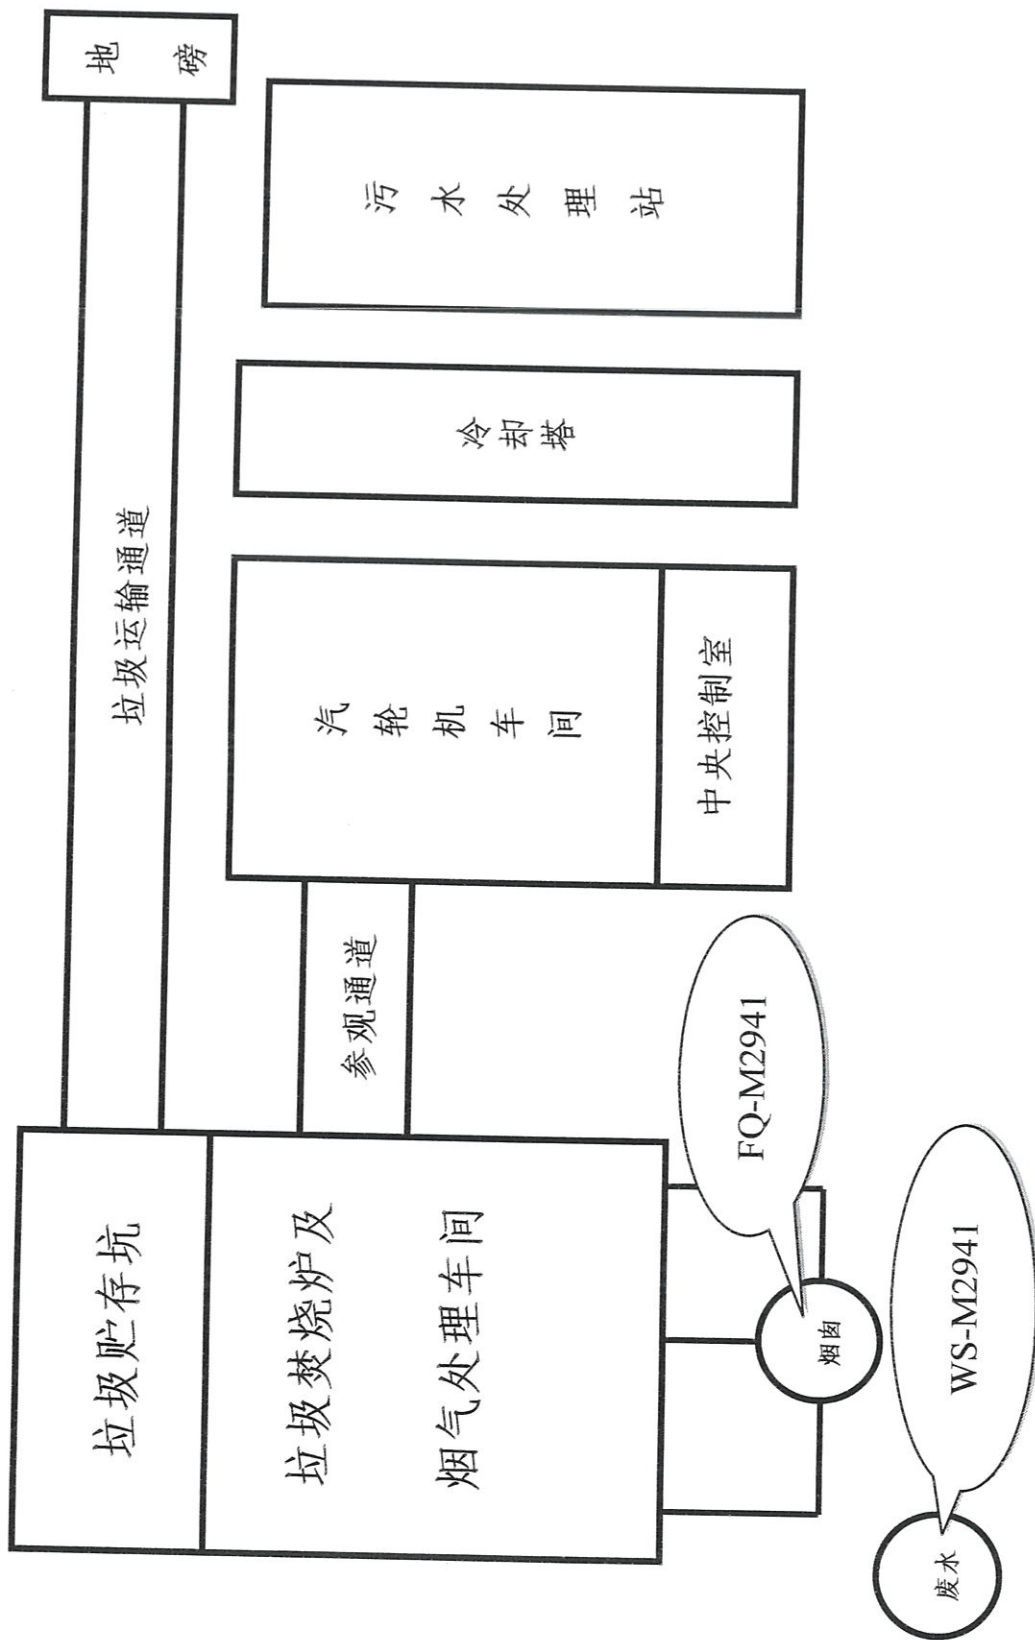 垃圾贮存坑
垃圾运输通道
地磅
垃圾焚烧炉及
烟气处理车间
参观通道
汽轮机车间
中央控制室
冷却塔
污水处理站
烟囱
FQ-M2941
废水
WS-M2941